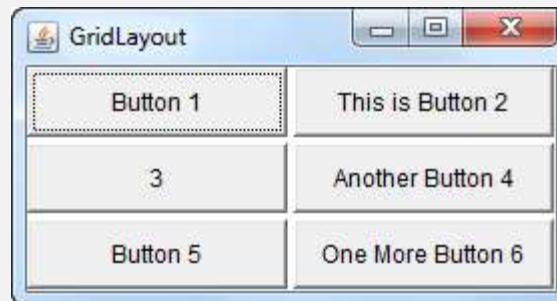 GridLayout
Button 1
This is Button 2
3
Another Button 4
Button 5
One More Button 6